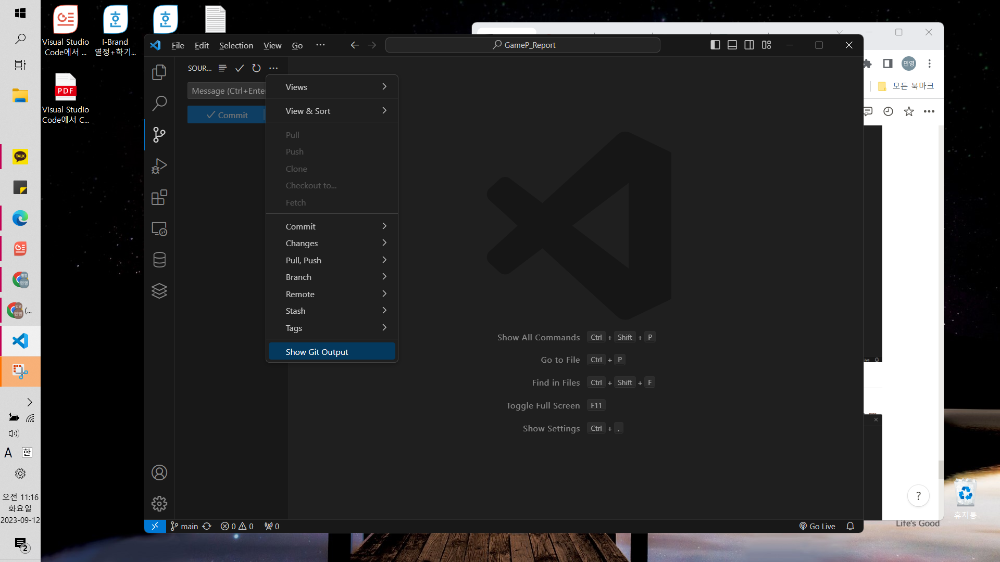 Visual Studio
Code에서 ...
I-Brand
열정+학기...
Visual Studio
Code에서 C...
PDF
TALK
File
Edit
Selection
View
Go
GameP_Report
SOUR...
Message (Ctrl+Enter
Commit
Views
View & Sort
Pull
Push
Clone
Checkout to...
Fetch
Commit
Changes
Pull, Push
Branch
Remote
Stash
Tags
Show Git Output
Show All Commands Ctrl + Shift + P
Go to File Ctrl + P
Find in Files Ctrl + Shift + F
Toggle Full Screen F11
Show Settings Ctrl + ,
main
0 0
0
Go Live
민영
모든 북마크
?
휴지통
Life's Good
(...
A
한
오전 11:16
화요일
2023-09-12
2